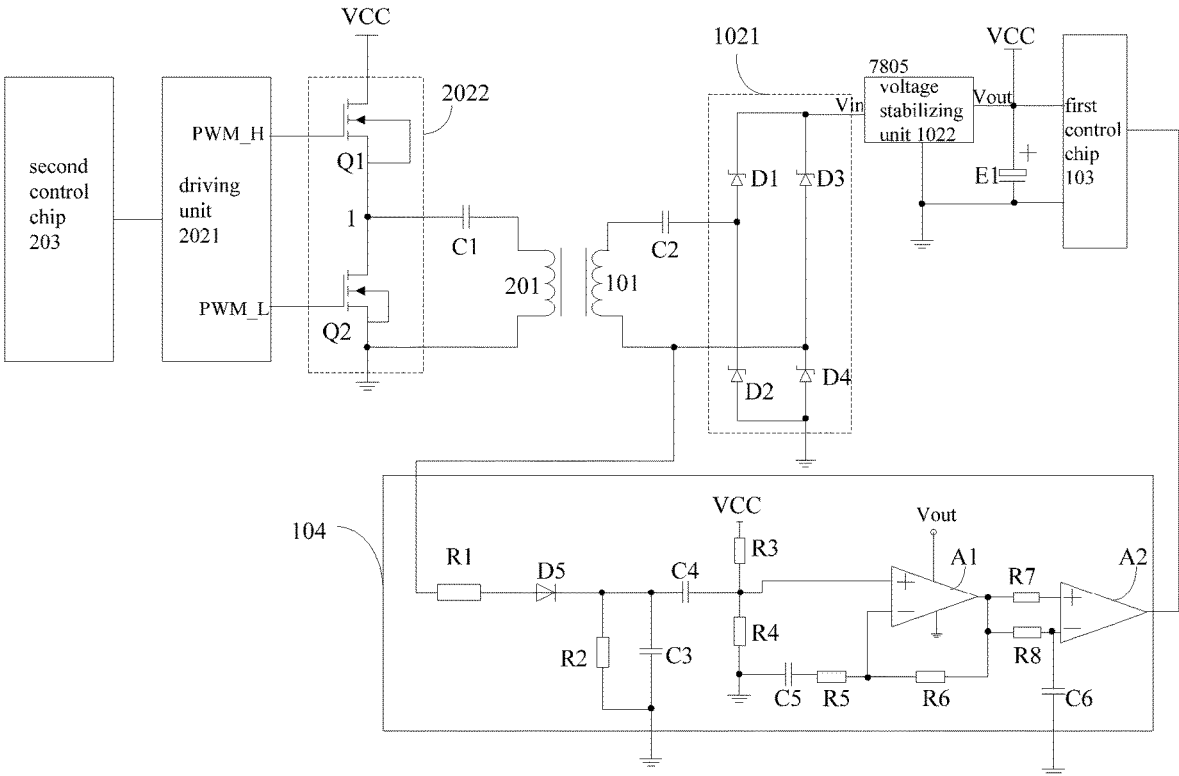 VCC
2022
1021
VCC
second
control
chip
203
driving
unit
2021
PWM_H
PWM_L
Q1
1
Q2
C1
201
101
C2
D1
D3
D2
D4
Vin
7805
voltage
stabilizing
unit 1022
Vout
E1
+
first
control
chip
103
104
R1
D5
R2
C3
C4
VCC
R3
R4
C5
R5
R6
Vout
+
−
A1
R7
R8
+
−
A2
C6